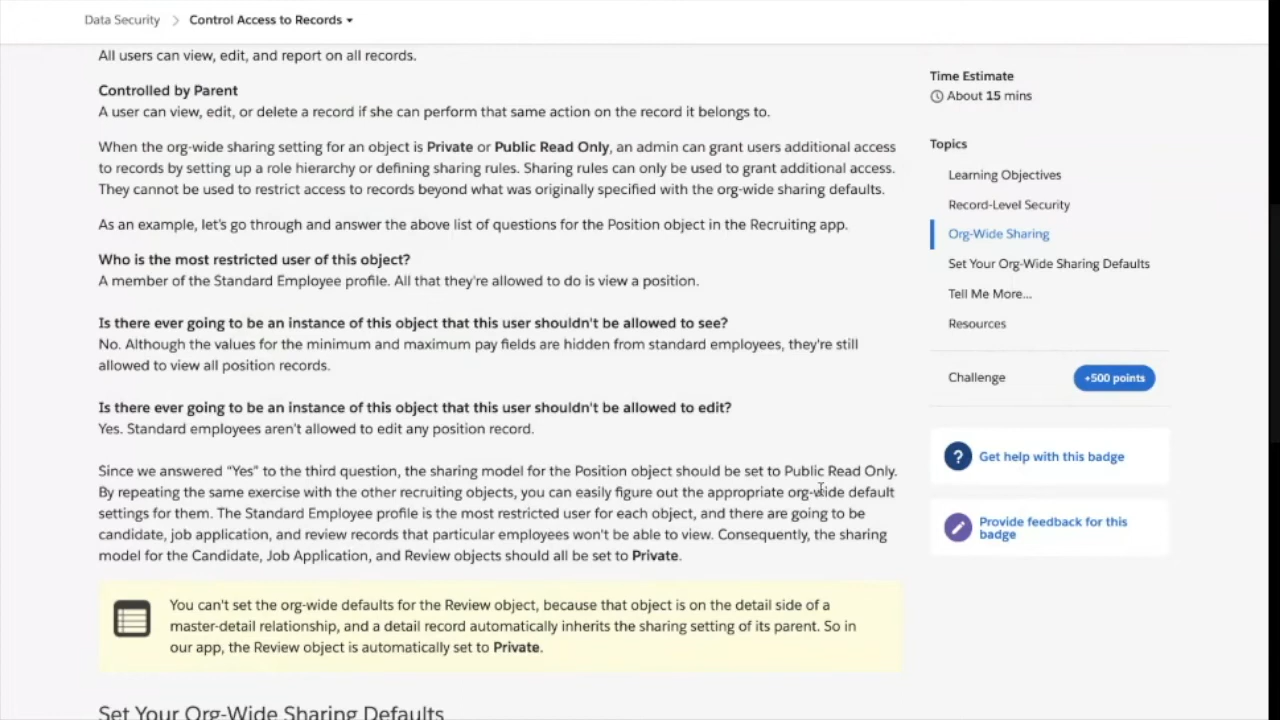 Data Security > Control Access to Records
All users can view, edit, and report on all records.
Controlled by Parent
A user can view, edit, or delete a record if she can perform that same action on the record it belongs to.
When the org-wide sharing setting for an object is Private or Public Read Only, an admin can grant users additional access
to records by setting up a role hierarchy or defining sharing rules. Sharing rules can only be used to grant additional access.
They cannot be used to restrict access to records beyond what was originally specified with the org-wide sharing defaults.
As an example, let's go through and answer the above list of questions for the Position object in the Recruiting app.
Who is the most restricted user of this object?
A member of the Standard Employee profile. All that they're allowed to do is view a position.
Is there ever going to be an instance of this object that this user shouldn't be allowed to see?
No. Although the values for the minimum and maximum pay fields are hidden from standard employees, they're still
allowed to view all position records.
Is there ever going to be an instance of this object that this user shouldn't be allowed to edit?
Yes. Standard employees aren't allowed to edit any position record.
Since we answered “Yes” to the third question, the sharing model for the Position object should be set to Public Read Only.
By repeating the same exercise with the other recruiting objects, you can easily figure out the appropriate org-wide default
settings for them. The Standard Employee profile is the most restricted user for each object, and there are going to be
candidate, job application, and review records that particular employees won't be able to view. Consequently, the sharing
model for the Candidate, Job Application, and Review objects should all be set to Private.
You can't set the org-wide defaults for the Review object, because that object is on the detail side of a
master-detail relationship, and a detail record automatically inherits the sharing setting of its parent. So in
our app, the Review object is automatically set to Private.
Set Your Org-Wide Sharing Defaults
Time Estimate
About 15 mins
Topics
Learning Objectives
Record-Level Security
Org-Wide Sharing
Set Your Org-Wide Sharing Defaults
Tell Me More...
Resources
Challenge
+500 points
Get help with this badge
Provide feedback for this
badge